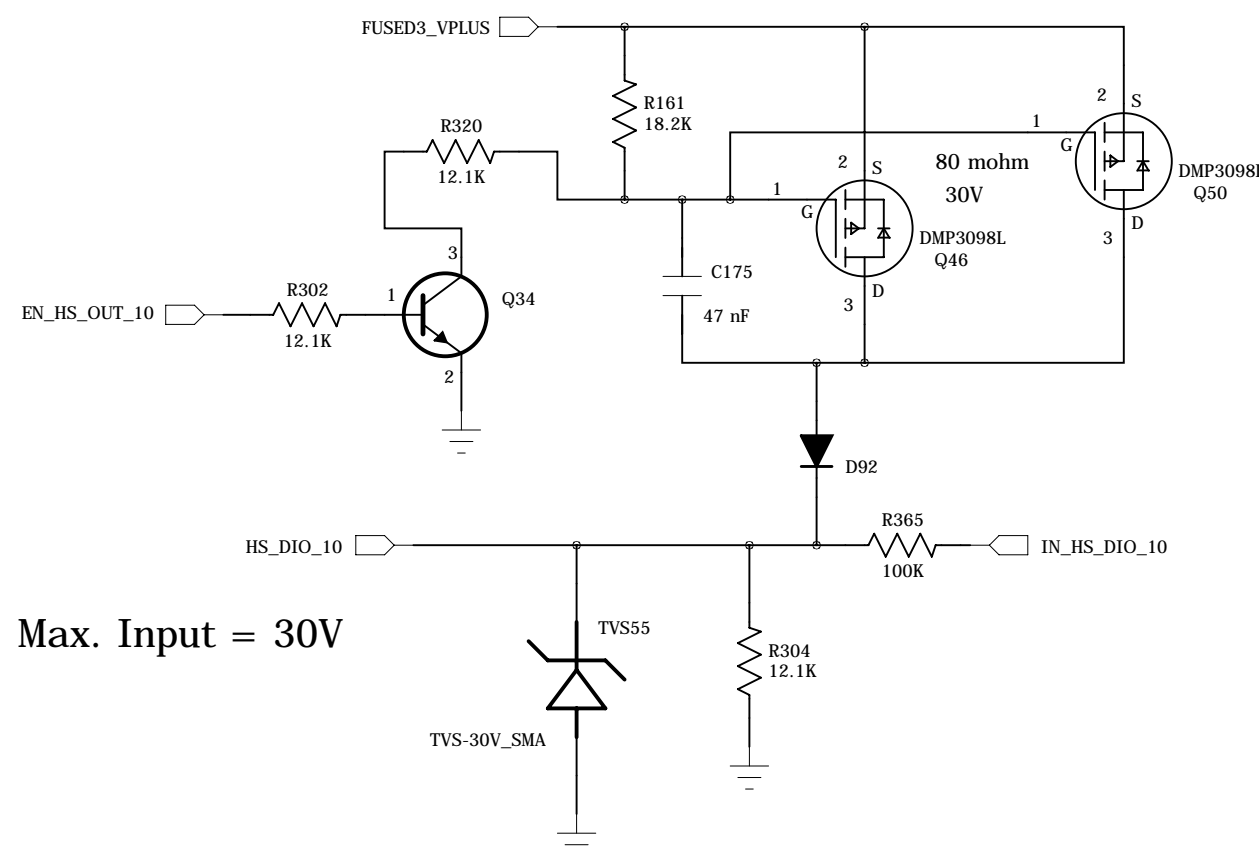 FUSED3_VPLUS
R161
18.2K
R320
12.1K
1
2
S
G
80 mohm
30V
DMP3098L
Q46
3
D
1
2
S
G
DMP3098L
Q50
3
D
C175
47 nF
EN_HS_OUT_10
R302
12.1K
1
3
Q34
2
D92
HS_DIO_10
R365
100K
IN_HS_DIO_10
Max. Input = 30V
TVS55
TVS-30V_SMA
R304
12.1K